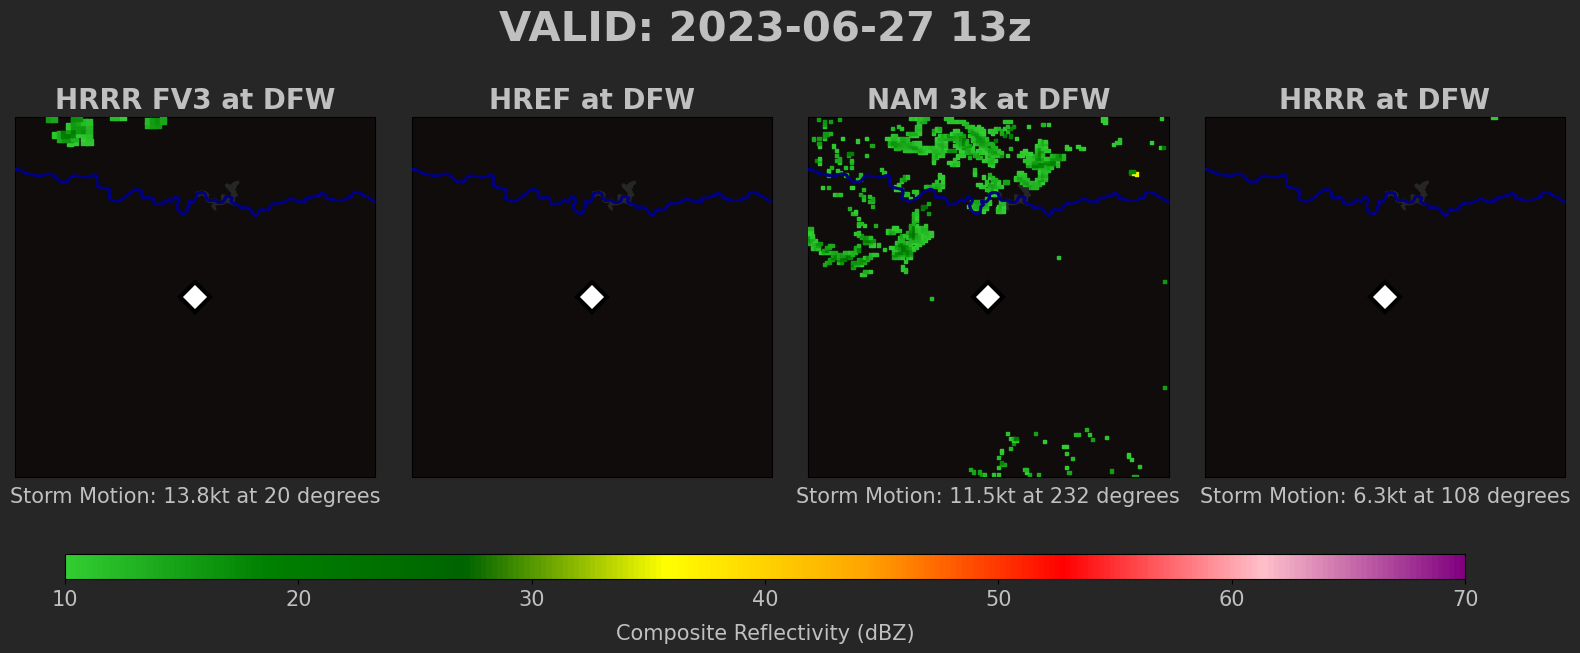 VALID: 2023-06-27 13z
HRRR FV3 at DFW
HREF at DFW
NAM 3k at DFW
HRRR at DFW
Storm Motion: 13.8kt at 20 degrees
Storm Motion: 11.5kt at 232 degrees
Storm Motion: 6.3kt at 108 degrees
10 20 30 40 50 60 70
Composite Reflectivity (dBZ)